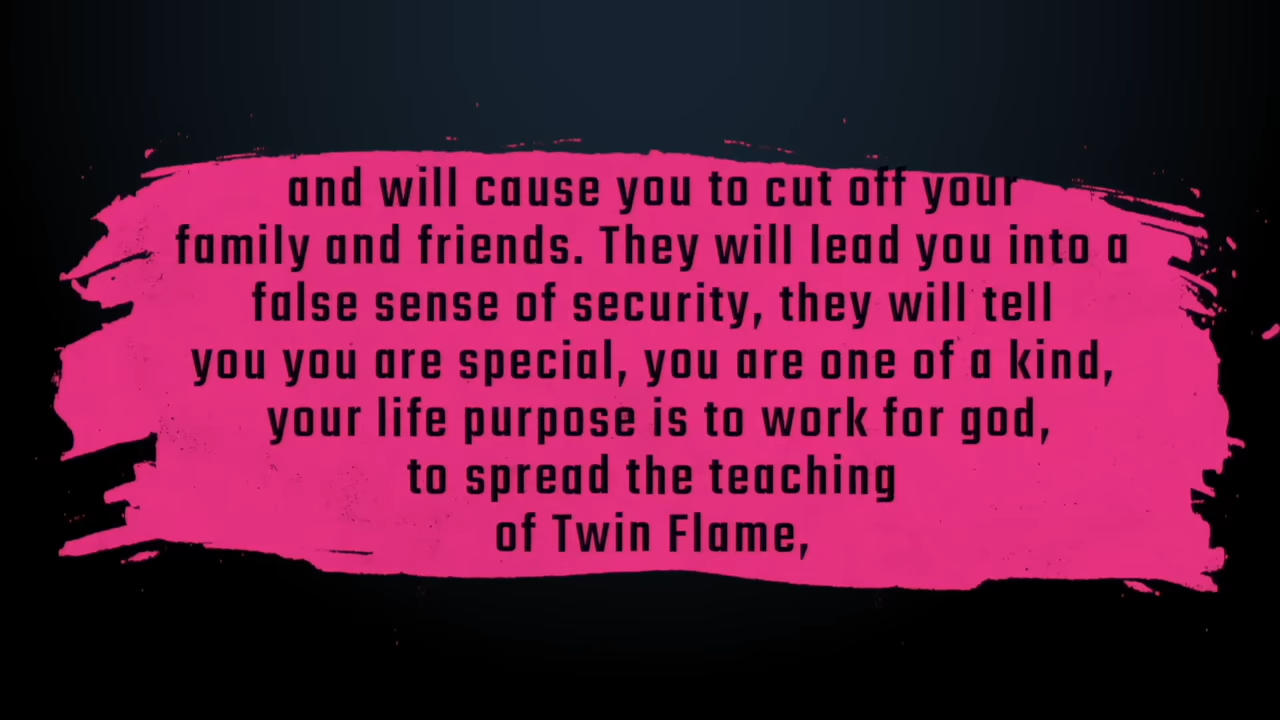 and will cause you to cut off your
family and friends. They will lead you into a
false sense of security, they will tell
you you are special, you are one of a kind,
your life purpose is to work for god,
to spread the teaching
of Twin Flame,